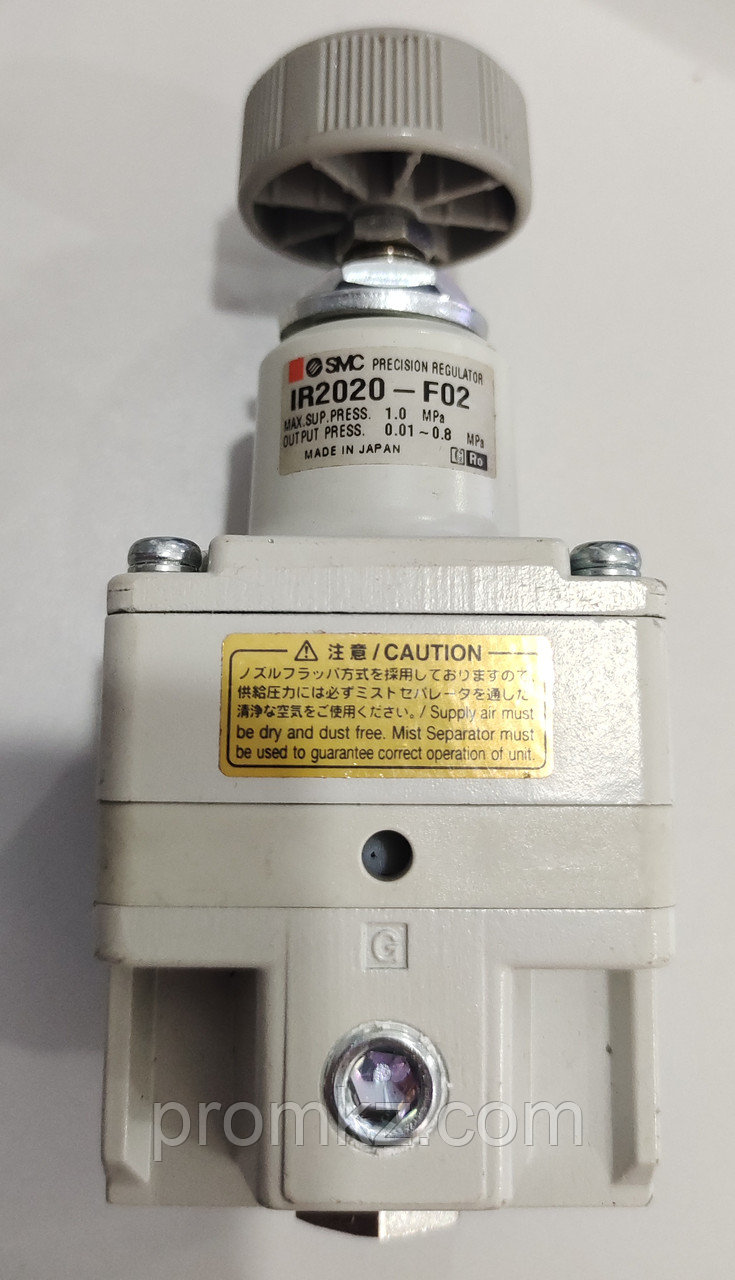 SMC PRECISION REGULATOR
IR2020-F02
MAX.SUP.PRESS. 1.0 MPa
OUTPUT PRESS. 0.01~0.8 MPa
MADE IN JAPAN
Ro
注意/CAUTION
ノズルフラッパ方式を採用しておりますので、
供給圧力には必ずミストセパレータを通した
清浄な空気をご使用ください。/Supply air must
be dry and dust free. Mist Separator must
be used to guarantee correct operation of unit.
G
promkz.com